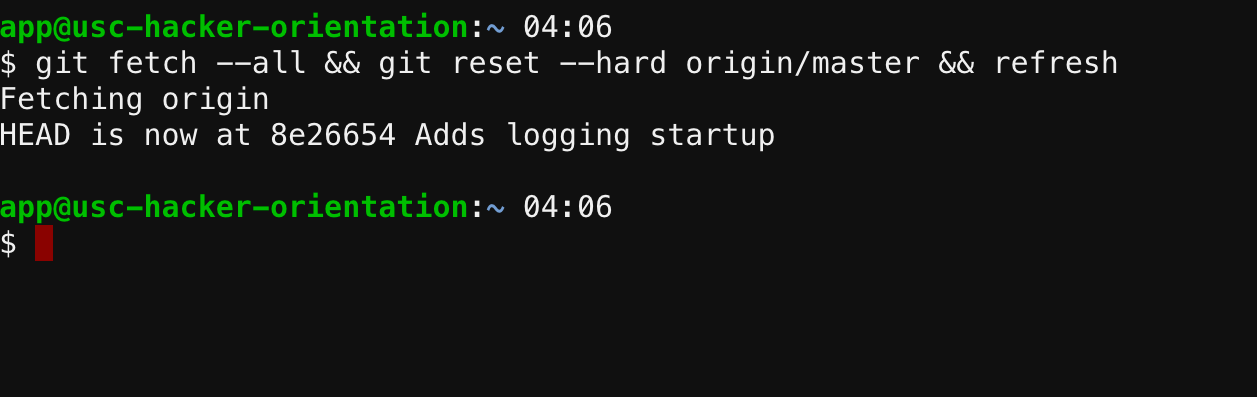 app@usc-hacker-orientation:~ 04:06
$ git fetch --all && git reset --hard origin/master && refresh
Fetching origin
HEAD is now at 8e26654 Adds logging startup
app@usc-hacker-orientation:~ 04:06
$